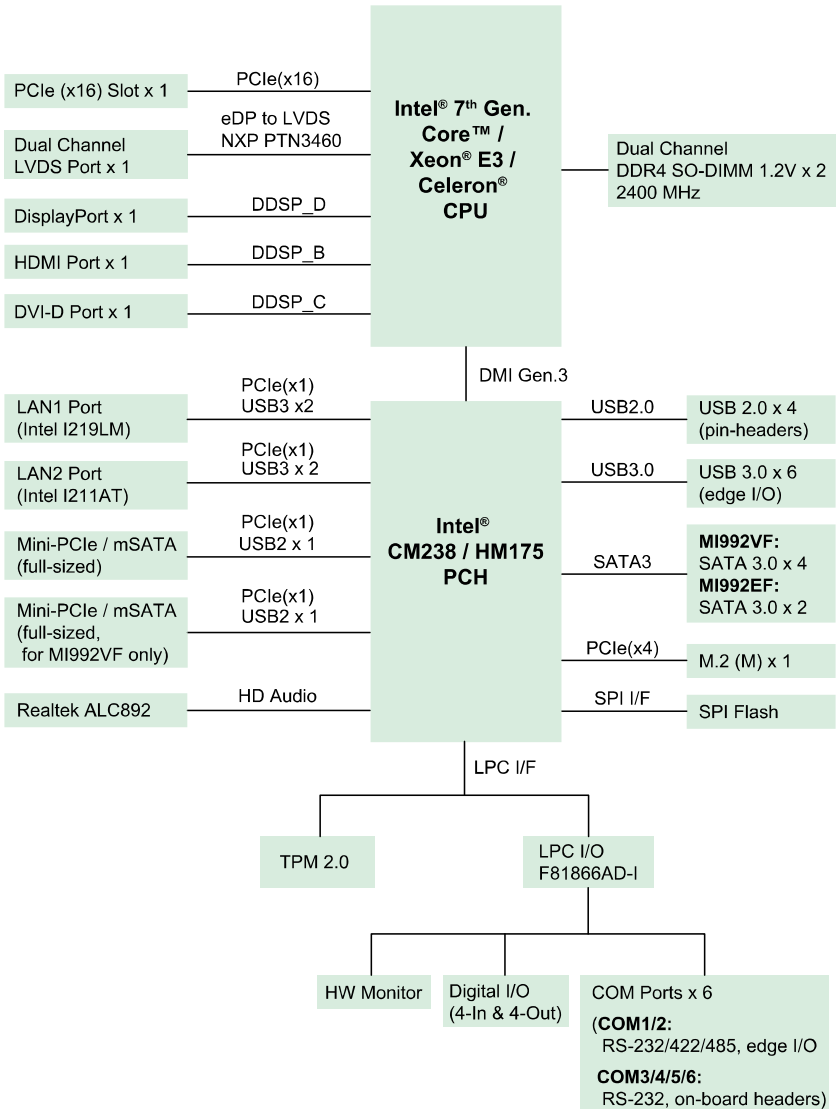 PCIe (x16) Slot x 1
PCIe(x16)
Dual Channel
LVDS Port x 1
eDP to LVDS
NXP PTN3460
DisplayPort x 1
DDSP_D
HDMI Port x 1
DDSP_B
DVI-D Port x 1
DDSP_C
Intel® 7th Gen.
Core™ /
Xeon® E3 /
Celeron®
CPU
Dual Channel
DDR4 SO-DIMM 1.2V x 2
2400 MHz
DMI Gen.3
LAN1 Port
(Intel I219LM)
PCIe(x1)
USB3 x2
LAN2 Port
(Intel I211AT)
PCIe(x1)
USB3 x 2
Mini-PCIe / mSATA
(full-sized)
PCIe(x1)
USB2 x 1
Mini-PCIe / mSATA
(full-sized,
for MI992VF only)
PCIe(x1)
USB2 x 1
Realtek ALC892
HD Audio
Intel®
CM238 / HM175
PCH
USB2.0
USB 2.0 x 4
(pin-headers)
USB3.0
USB 3.0 x 6
(edge I/O)
SATA3
MI992VF:
SATA 3.0 x 4
MI992EF:
SATA 3.0 x 2
PCIe(x4)
M.2 (M) x 1
SPI I/F
SPI Flash
LPC I/F
TPM 2.0
LPC I/O
F81866AD-I
HW Monitor
Digital I/O
(4-In & 4-Out)
COM Ports x 6
(COM1/2:
RS-232/422/485, edge I/O
COM3/4/5/6:
RS-232, on-board headers)